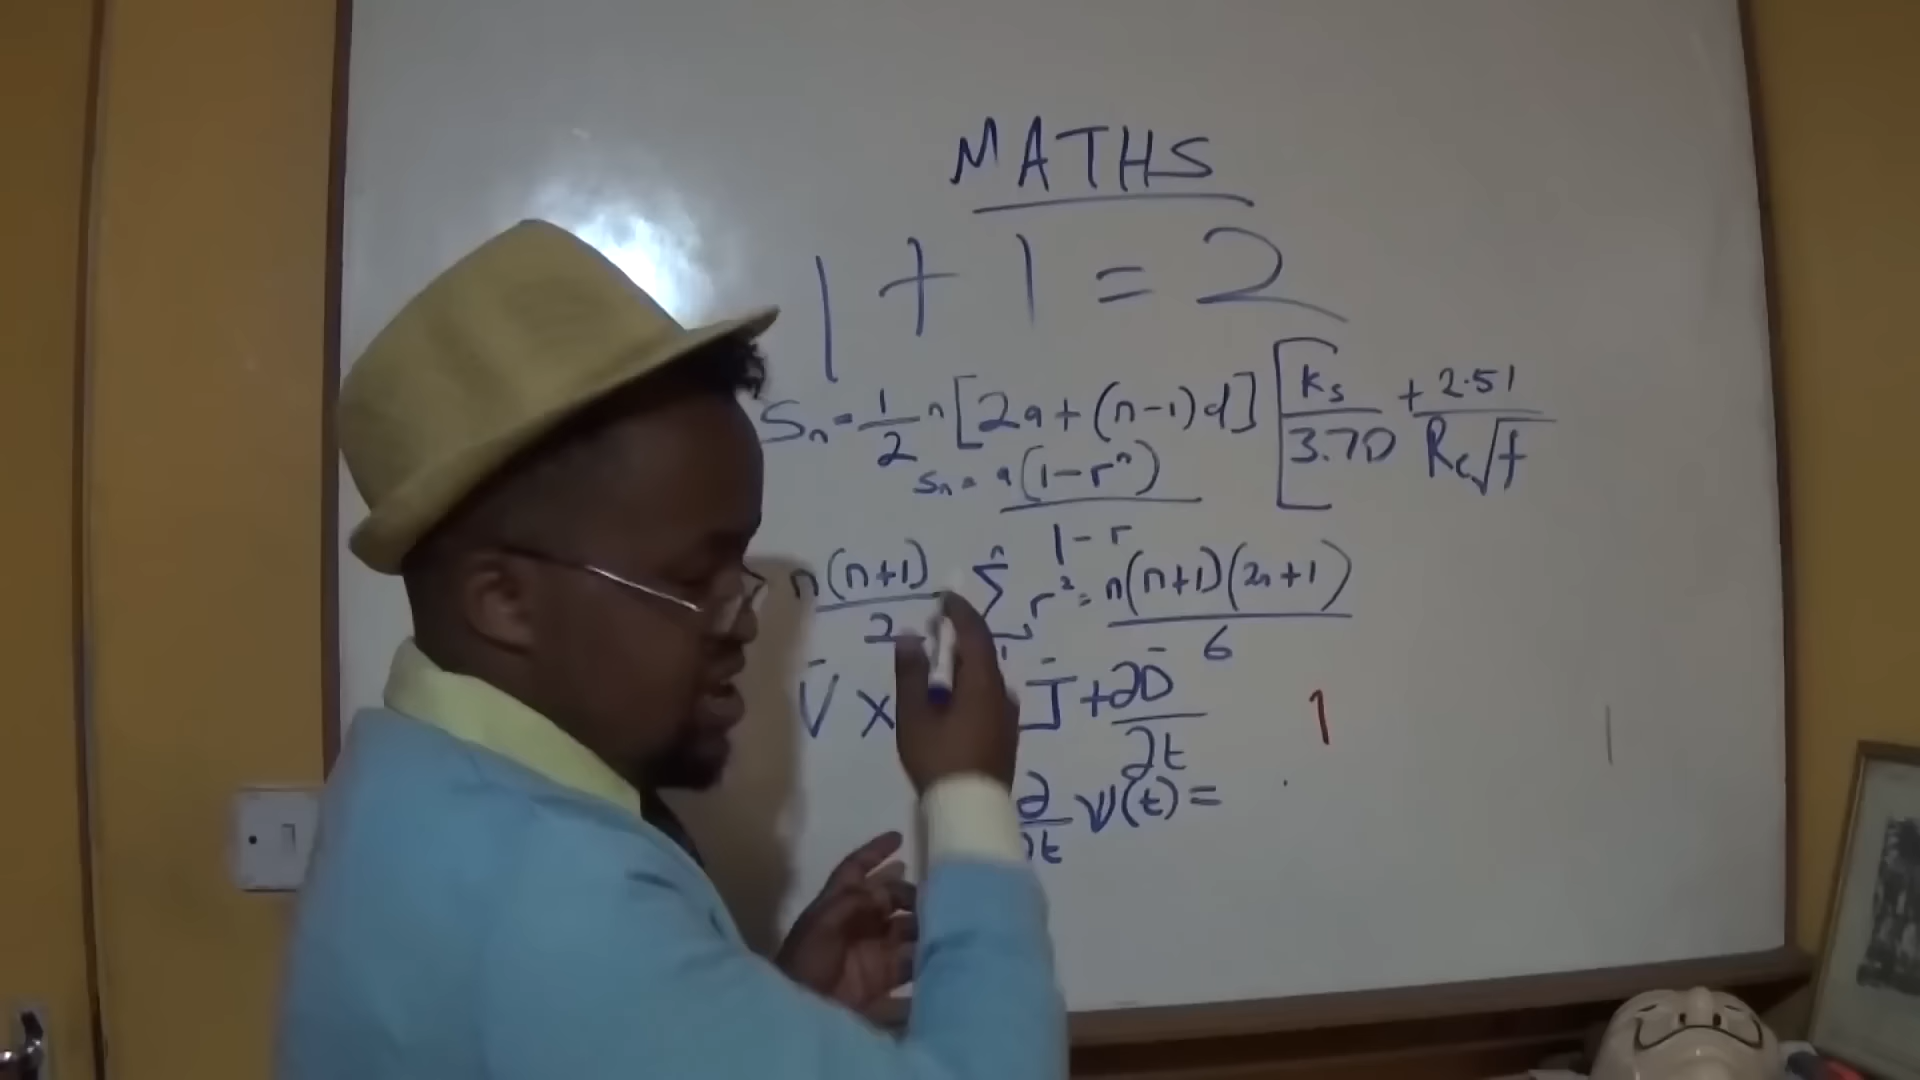 MATHS
1 + 1 = 2
Sn = 1/2 n [2a + (n-1)d] [ks/3.7D + 2.51/Re√f
Sn = a(1-r^n)/1-r
n(n+1)/2 Σ^n r² = n(n+1)(2n+1)/6
∇̄ × J̄ + ∂D̄/∂t 1
∂/∂t ψ(t) =